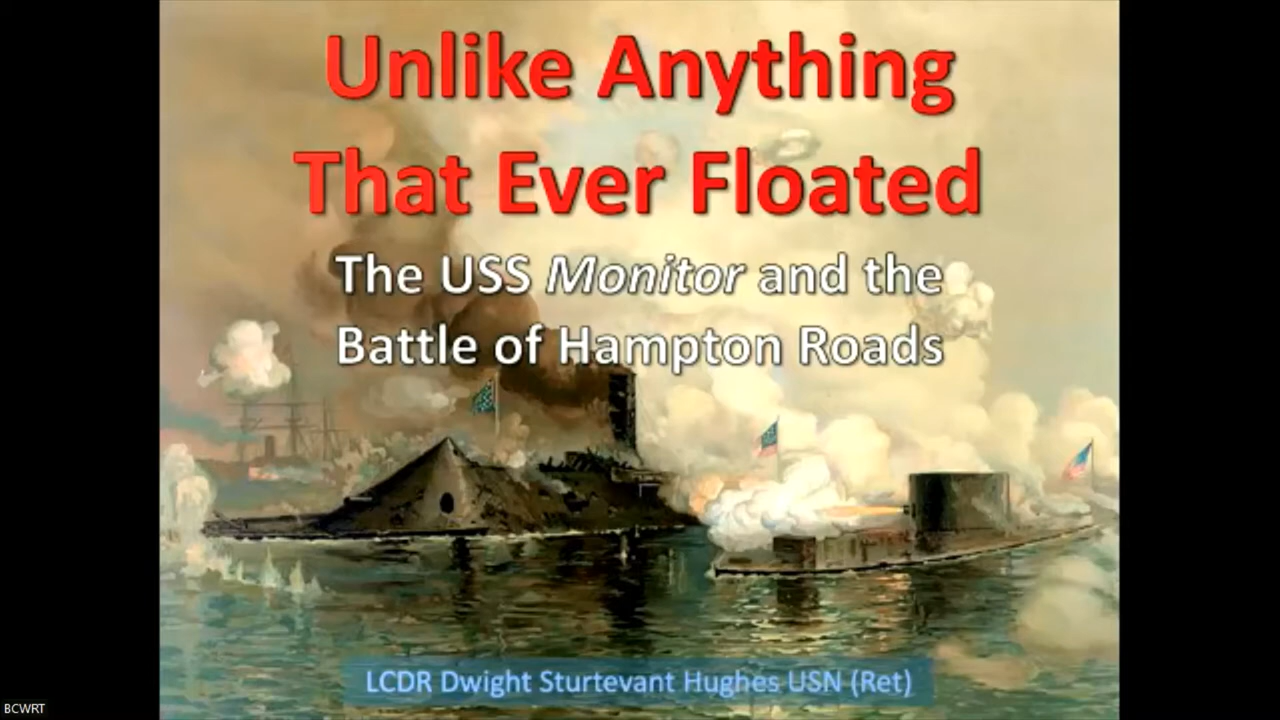 Unlike Anything
That Ever Floated
The USS Monitor and the
Battle of Hampton Roads
LCDR Dwight Sturtevant Hughes USN (Ret)
BCWRT